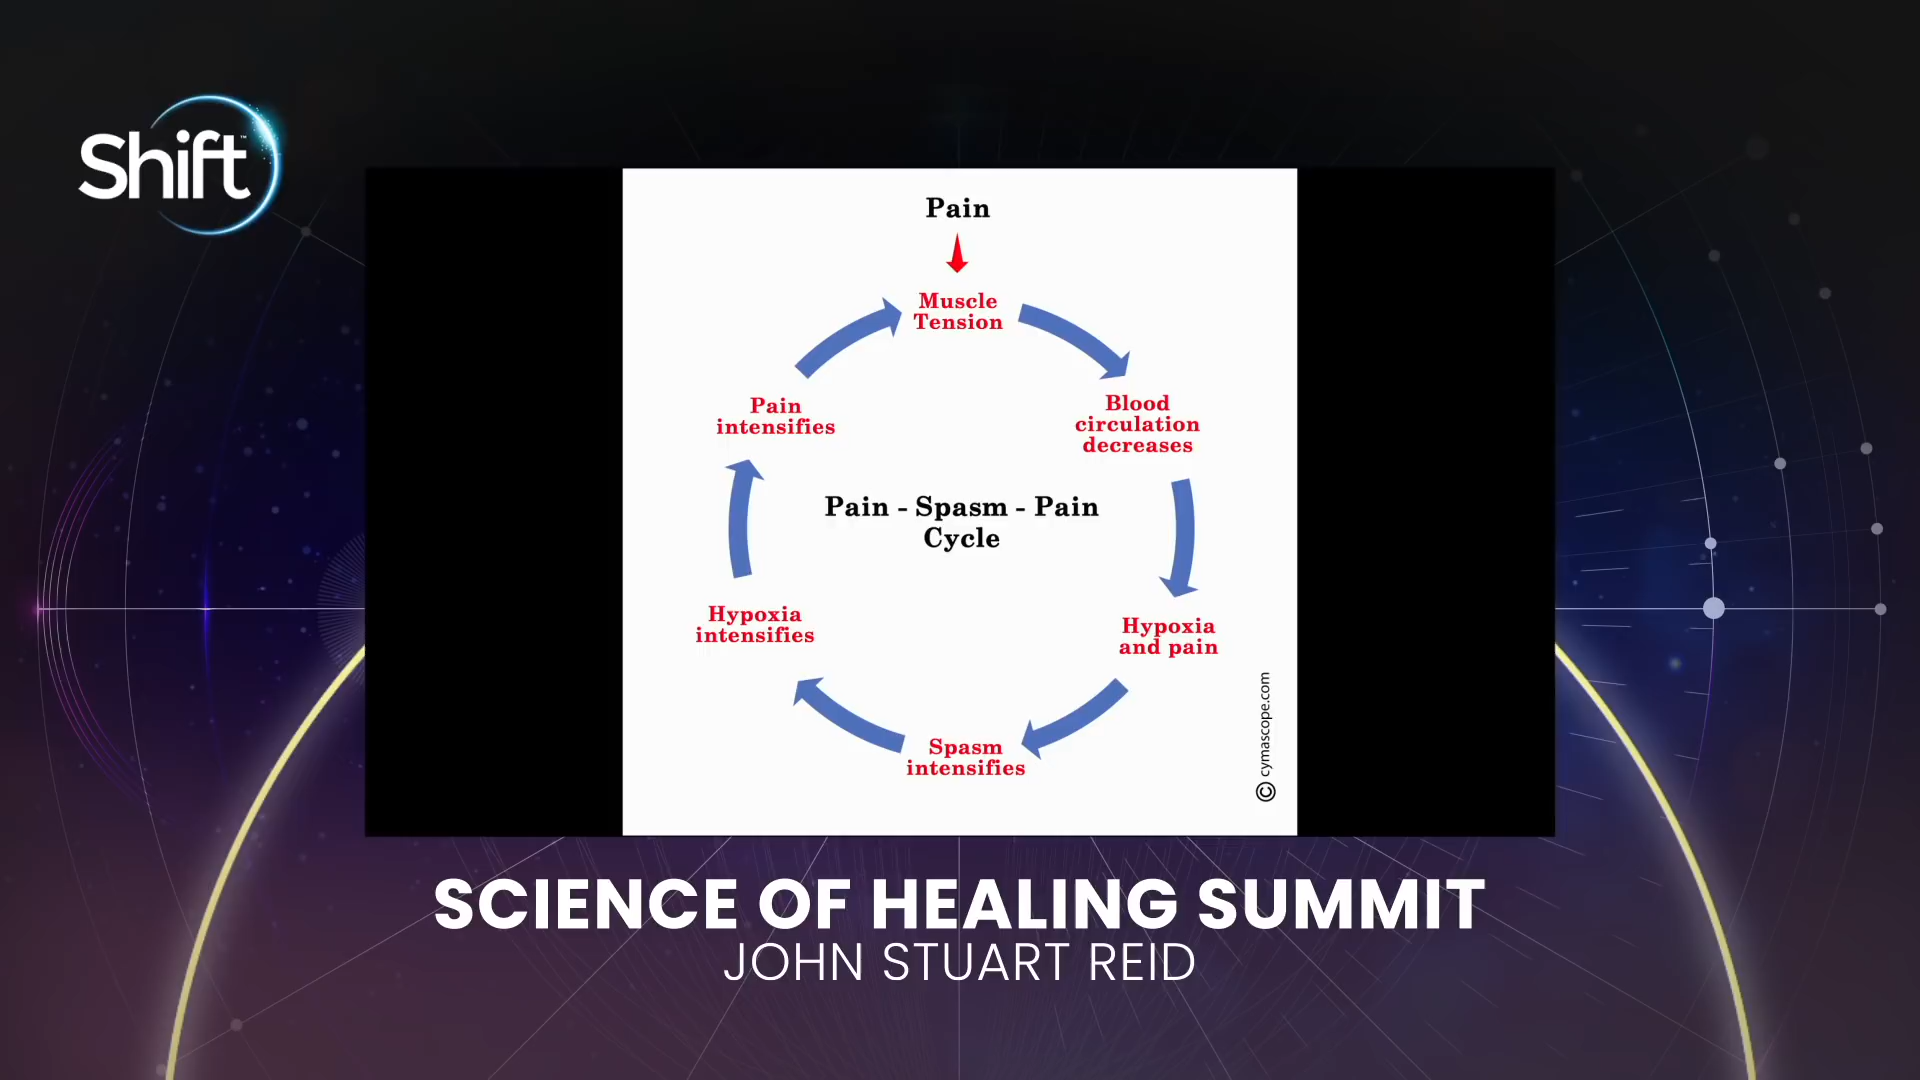 Shift™
Pain
Muscle
Tension
Blood
circulation
decreases
Hypoxia
and pain
Spasm
intensifies
Hypoxia
intensifies
Pain
intensifies
Pain - Spasm - Pain
Cycle
© cymascope.com
SCIENCE OF HEALING SUMMIT
JOHN STUART REID